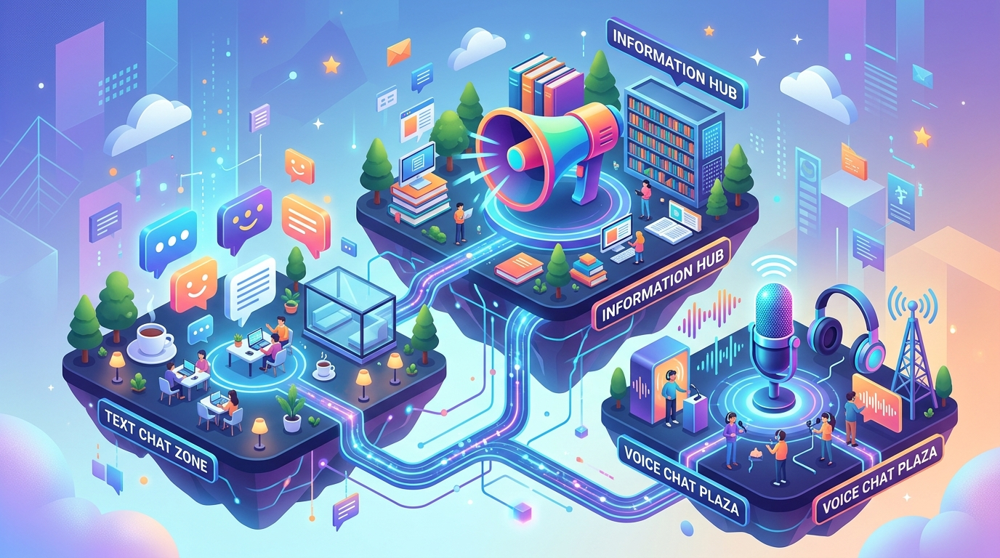 INFORMATION HUB
INFORMATION HUB
TEXT CHAT ZONE
VOICE CHAT PLAZA
VOICE CHAT PLAZA